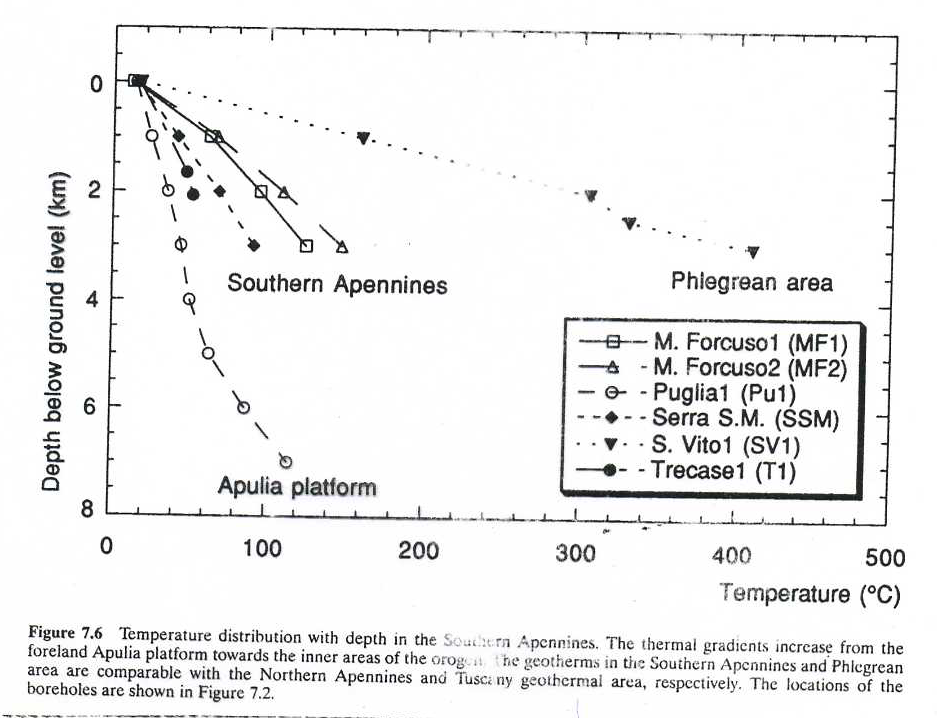 0
2
4
6
8
Depth below ground level (km)
Southern Apennines
Phlegrean area
M. Forcuso1 (MF1)
M. Forcuso2 (MF2)
Puglia1 (Pu1)
Serra S.M. (SSM)
S. Vito1 (SV1)
Trecase1 (T1)
Apulia platform
0 100 200 300 400 500
Temperature (°C)
Figure 7.6 Temperature distribution with depth in the Southern Apennines. The thermal gradients increase from the
foreland Apulia platform towards the inner areas of the orogen. The geotherms in the Southern Apennines and Phlegrean
area are comparable with the Northern Apennines and Tuscany geothermal area, respectively. The locations of the
boreholes are shown in Figure 7.2.